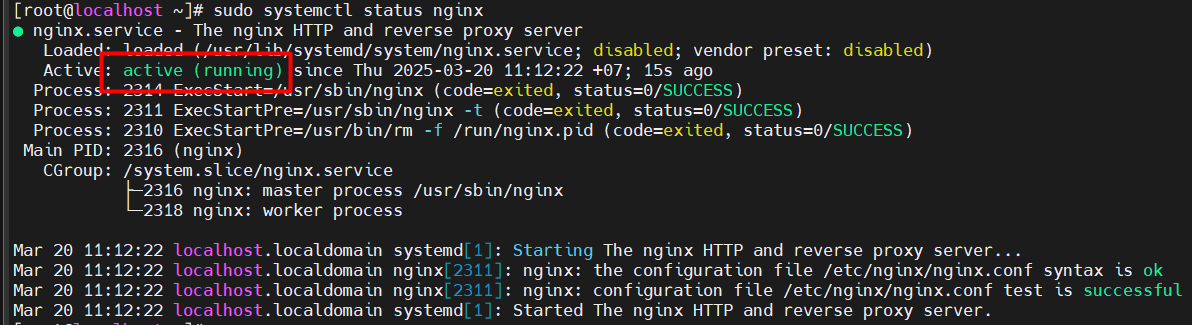 [root@localhost ~]# sudo systemctl status nginx
● nginx.service - The nginx HTTP and reverse proxy server
   Loaded: loaded (/usr/lib/systemd/system/nginx.service; disabled; vendor preset: disabled)
   Active: active (running) since Thu 2025-03-20 11:12:22 +07; 15s ago
  Process: 2314 ExecStart=/usr/sbin/nginx (code=exited, status=0/SUCCESS)
  Process: 2311 ExecStartPre=/usr/sbin/nginx -t (code=exited, status=0/SUCCESS)
  Process: 2310 ExecStartPre=/usr/bin/rm -f /run/nginx.pid (code=exited, status=0/SUCCESS)
 Main PID: 2316 (nginx)
   CGroup: /system.slice/nginx.service
           ├─2316 nginx: master process /usr/sbin/nginx
           └─2318 nginx: worker process

Mar 20 11:12:22 localhost.localdomain systemd[1]: Starting The nginx HTTP and reverse proxy server...
Mar 20 11:12:22 localhost.localdomain nginx[2311]: nginx: the configuration file /etc/nginx/nginx.conf syntax is ok
Mar 20 11:12:22 localhost.localdomain nginx[2311]: nginx: configuration file /etc/nginx/nginx.conf test is successful
Mar 20 11:12:22 localhost.localdomain systemd[1]: Started The nginx HTTP and reverse proxy server.